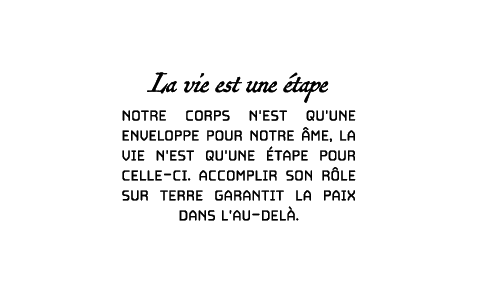 La vie est une étape
NOTRE CORPS N'EST QU'UNE
ENVELOPPE POUR NOTRE ÂME, LA
VIE N'EST QU'UNE ÉTAPE POUR
CELLE-CI. ACCOMPLIR SON RÔLE
SUR TERRE GARANTIT LA PAIX
DANS L'AU-DELÀ.